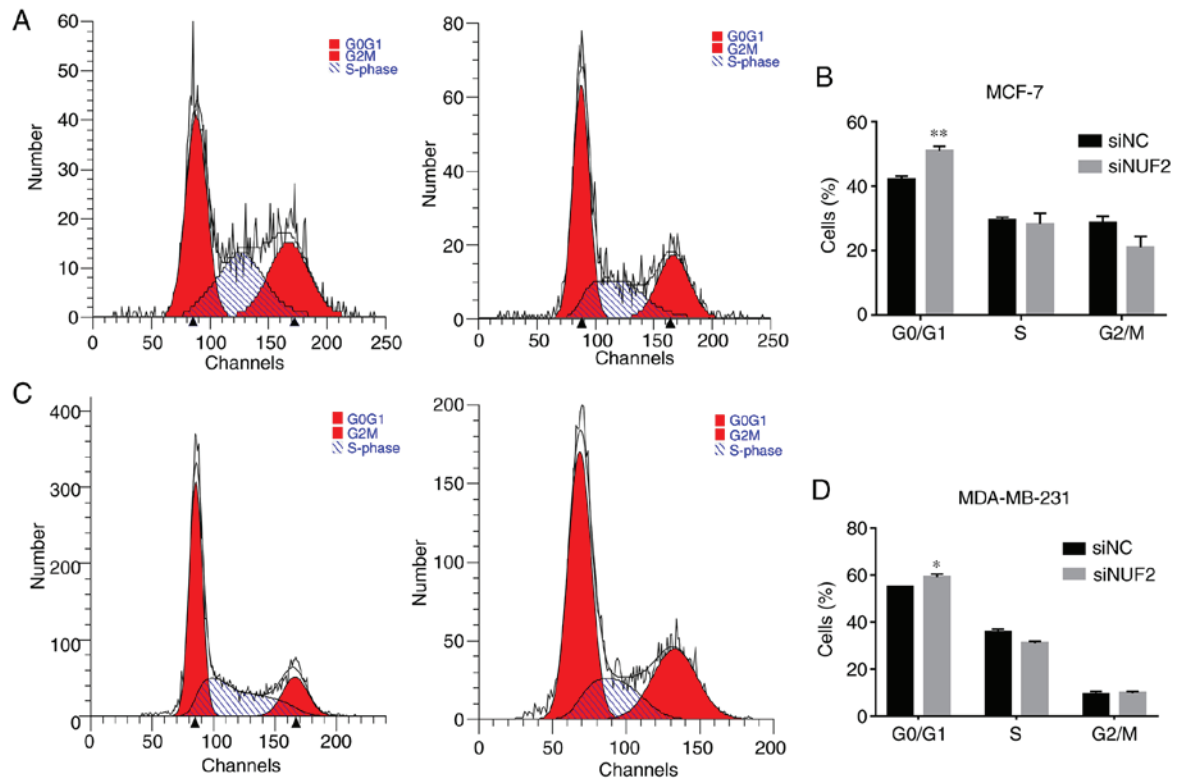 A
60
50
40
30
20
10
0
Number
0 50 100 150 200 250
Channels
G0G1
G2M
S-phase
80
60
40
20
0
Number
0 50 100 150 200 250
Channels
G0G1
G2M
S-phase
B
MCF-7
60
40
20
0
Cells (%)
**
siNC
siNUF2
G0/G1 S G2/M
C
400
300
200
100
0
Number
0 50 100 150 200
Channels
G0G1
G2M
S-phase
200
150
100
50
0
Number
0 50 100 150 200
Channels
G0G1
G2M
S-phase
D
MDA-MB-231
80
60
40
20
0
Cells (%)
*
siNC
siNUF2
G0/G1 S G2/M